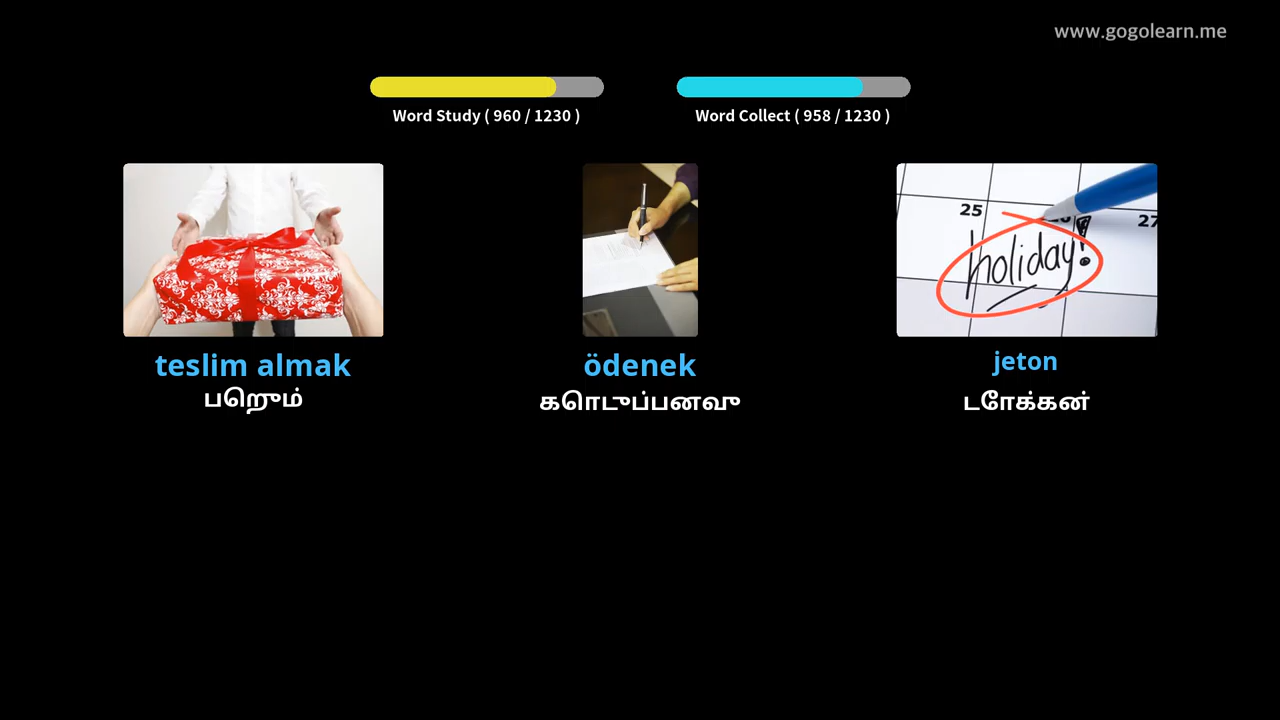 www.gogolearn.me
Word Study ( 960 / 1230 )
Word Collect ( 958 / 1230 )
25
27
holiday!
teslim almak
பெறும்
ödenek
கொடுப்பனவு
jeton
டோக்கன்